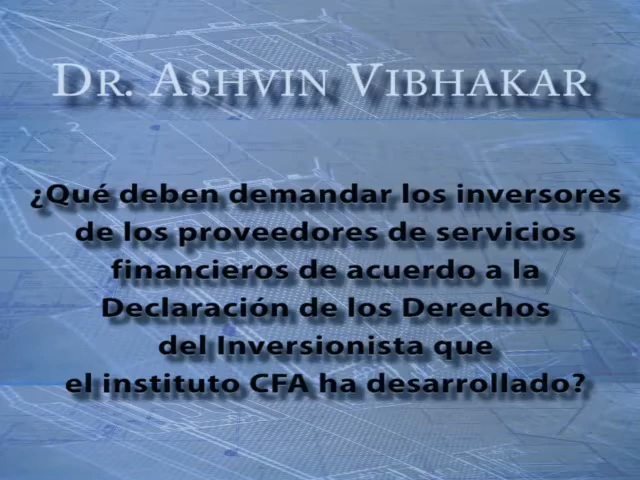 DR. ASHVIN VIBHAKAR
¿Qué deben demandar los inversores
de los proveedores de servicios
financieros de acuerdo a la
Declaración de los Derechos
del Inversionista que
el instituto CFA ha desarrollado?